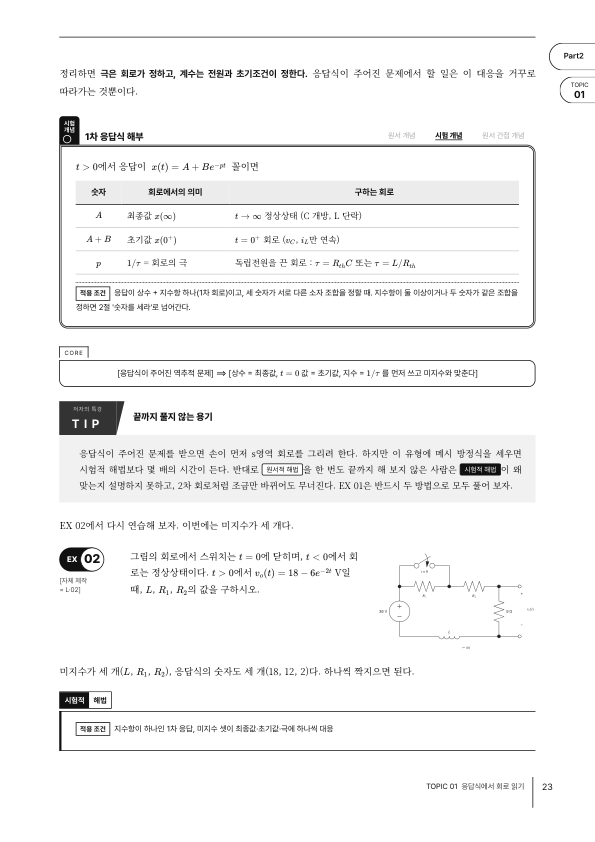 Part2
TOPIC
01
정리하면 극은 회로가 정하고, 계수는 전원과 초기조건이 정한다. 응답식이 주어진 문제에서 할 일은 이 대응을 거꾸로
따라가는 것뿐이다.
시험
개념
1차 응답식 해부
원서 개념 시험 개념 원서 간접 개념
t > 0에서 응답이 x(t) = A + Be^{-pt} 꼴이면
숫자 회로에서의 의미 구하는 회로
A 최종값 x(∞) t → ∞ 정상상태 (C 개방, L 단락)
A + B 초기값 x(0⁺) t = 0⁺ 회로 (v_C, i_L만 연속)
p 1/τ = 회로의 극 독립전원을 끈 회로 : τ = R_{th}C 또는 τ = L/R_{th}
적용 조건 응답이 상수 + 지수항 하나(1차 회로)이고, 세 숫자가 서로 다른 소자 조합을 정할 때. 지수항이 둘 이상이거나 두 숫자가 같은 조합을
정하면 2절 '숫자를 세라'로 넘어간다.
CORE
[응답식이 주어진 역추적 문제] ⟹ [상수 = 최종값, t = 0 값 = 초기값, 지수 = 1/τ 를 먼저 쓰고 미지수와 맞춘다]
저자의 특강
TIP
끝까지 풀지 않는 용기
응답식이 주어진 문제를 받으면 손이 먼저 s영역 회로를 그리려 한다. 하지만 이 유형에 메시 방정식을 세우면
시험적 해법보다 몇 배의 시간이 든다. 반대로 원서적 해법 을 한 번도 끝까지 해 보지 않은 사람은 시험적 해법 이 왜
맞는지 설명하지 못하고, 2차 회로처럼 조금만 바뀌어도 무너진다. EX 01은 반드시 두 방법으로 모두 풀어 보자.
EX 02에서 다시 연습해 보자. 이번에는 미지수가 세 개다.
EX 02
[자체 제작
= L-02]
그림의 회로에서 스위치는 t = 0에 닫히며, t < 0에서 회
로는 정상상태이다. t > 0에서 v_o(t) = 18 − 6e^{−2t} V일
때, L, R₁, R₂의 값을 구하시오.
미지수가 세 개(L, R₁, R₂), 응답식의 숫자도 세 개(18, 12, 2)다. 하나씩 짝지으면 된다.
시험적 해법
적용 조건 지수항이 하나인 1차 응답, 미지수 셋이 최종값·초기값·극에 하나씩 대응
TOPIC 01 응답식에서 회로 읽기 23